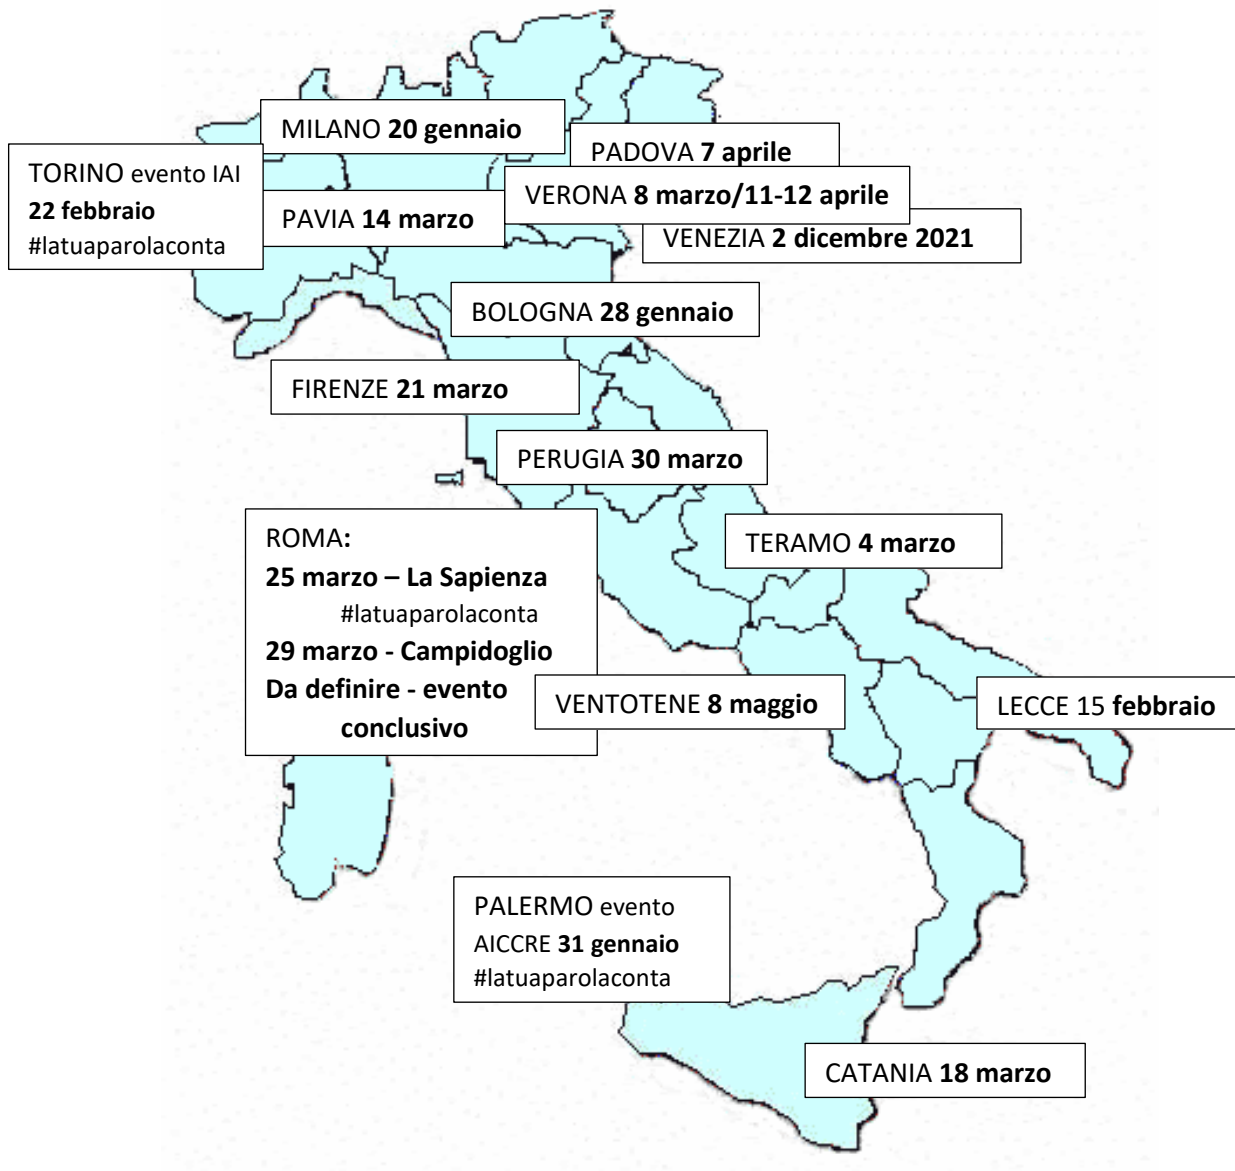 MILANO 20 gennaio
PADOVA 7 aprile
TORINO evento IAI
22 febbraio
#latuaparolaconta
VERONA 8 marzo/11-12 aprile
PAVIA 14 marzo
VENEZIA 2 dicembre 2021
BOLOGNA 28 gennaio
FIRENZE 21 marzo
PERUGIA 30 marzo
ROMA:
25 marzo – La Sapienza
#latuaparolaconta
29 marzo - Campidoglio
Da definire - evento
conclusivo
TERAMO 4 marzo
VENTOTENE 8 maggio
LECCE 15 febbraio
PALERMO evento
AICCRE 31 gennaio
#latuaparolaconta
CATANIA 18 marzo